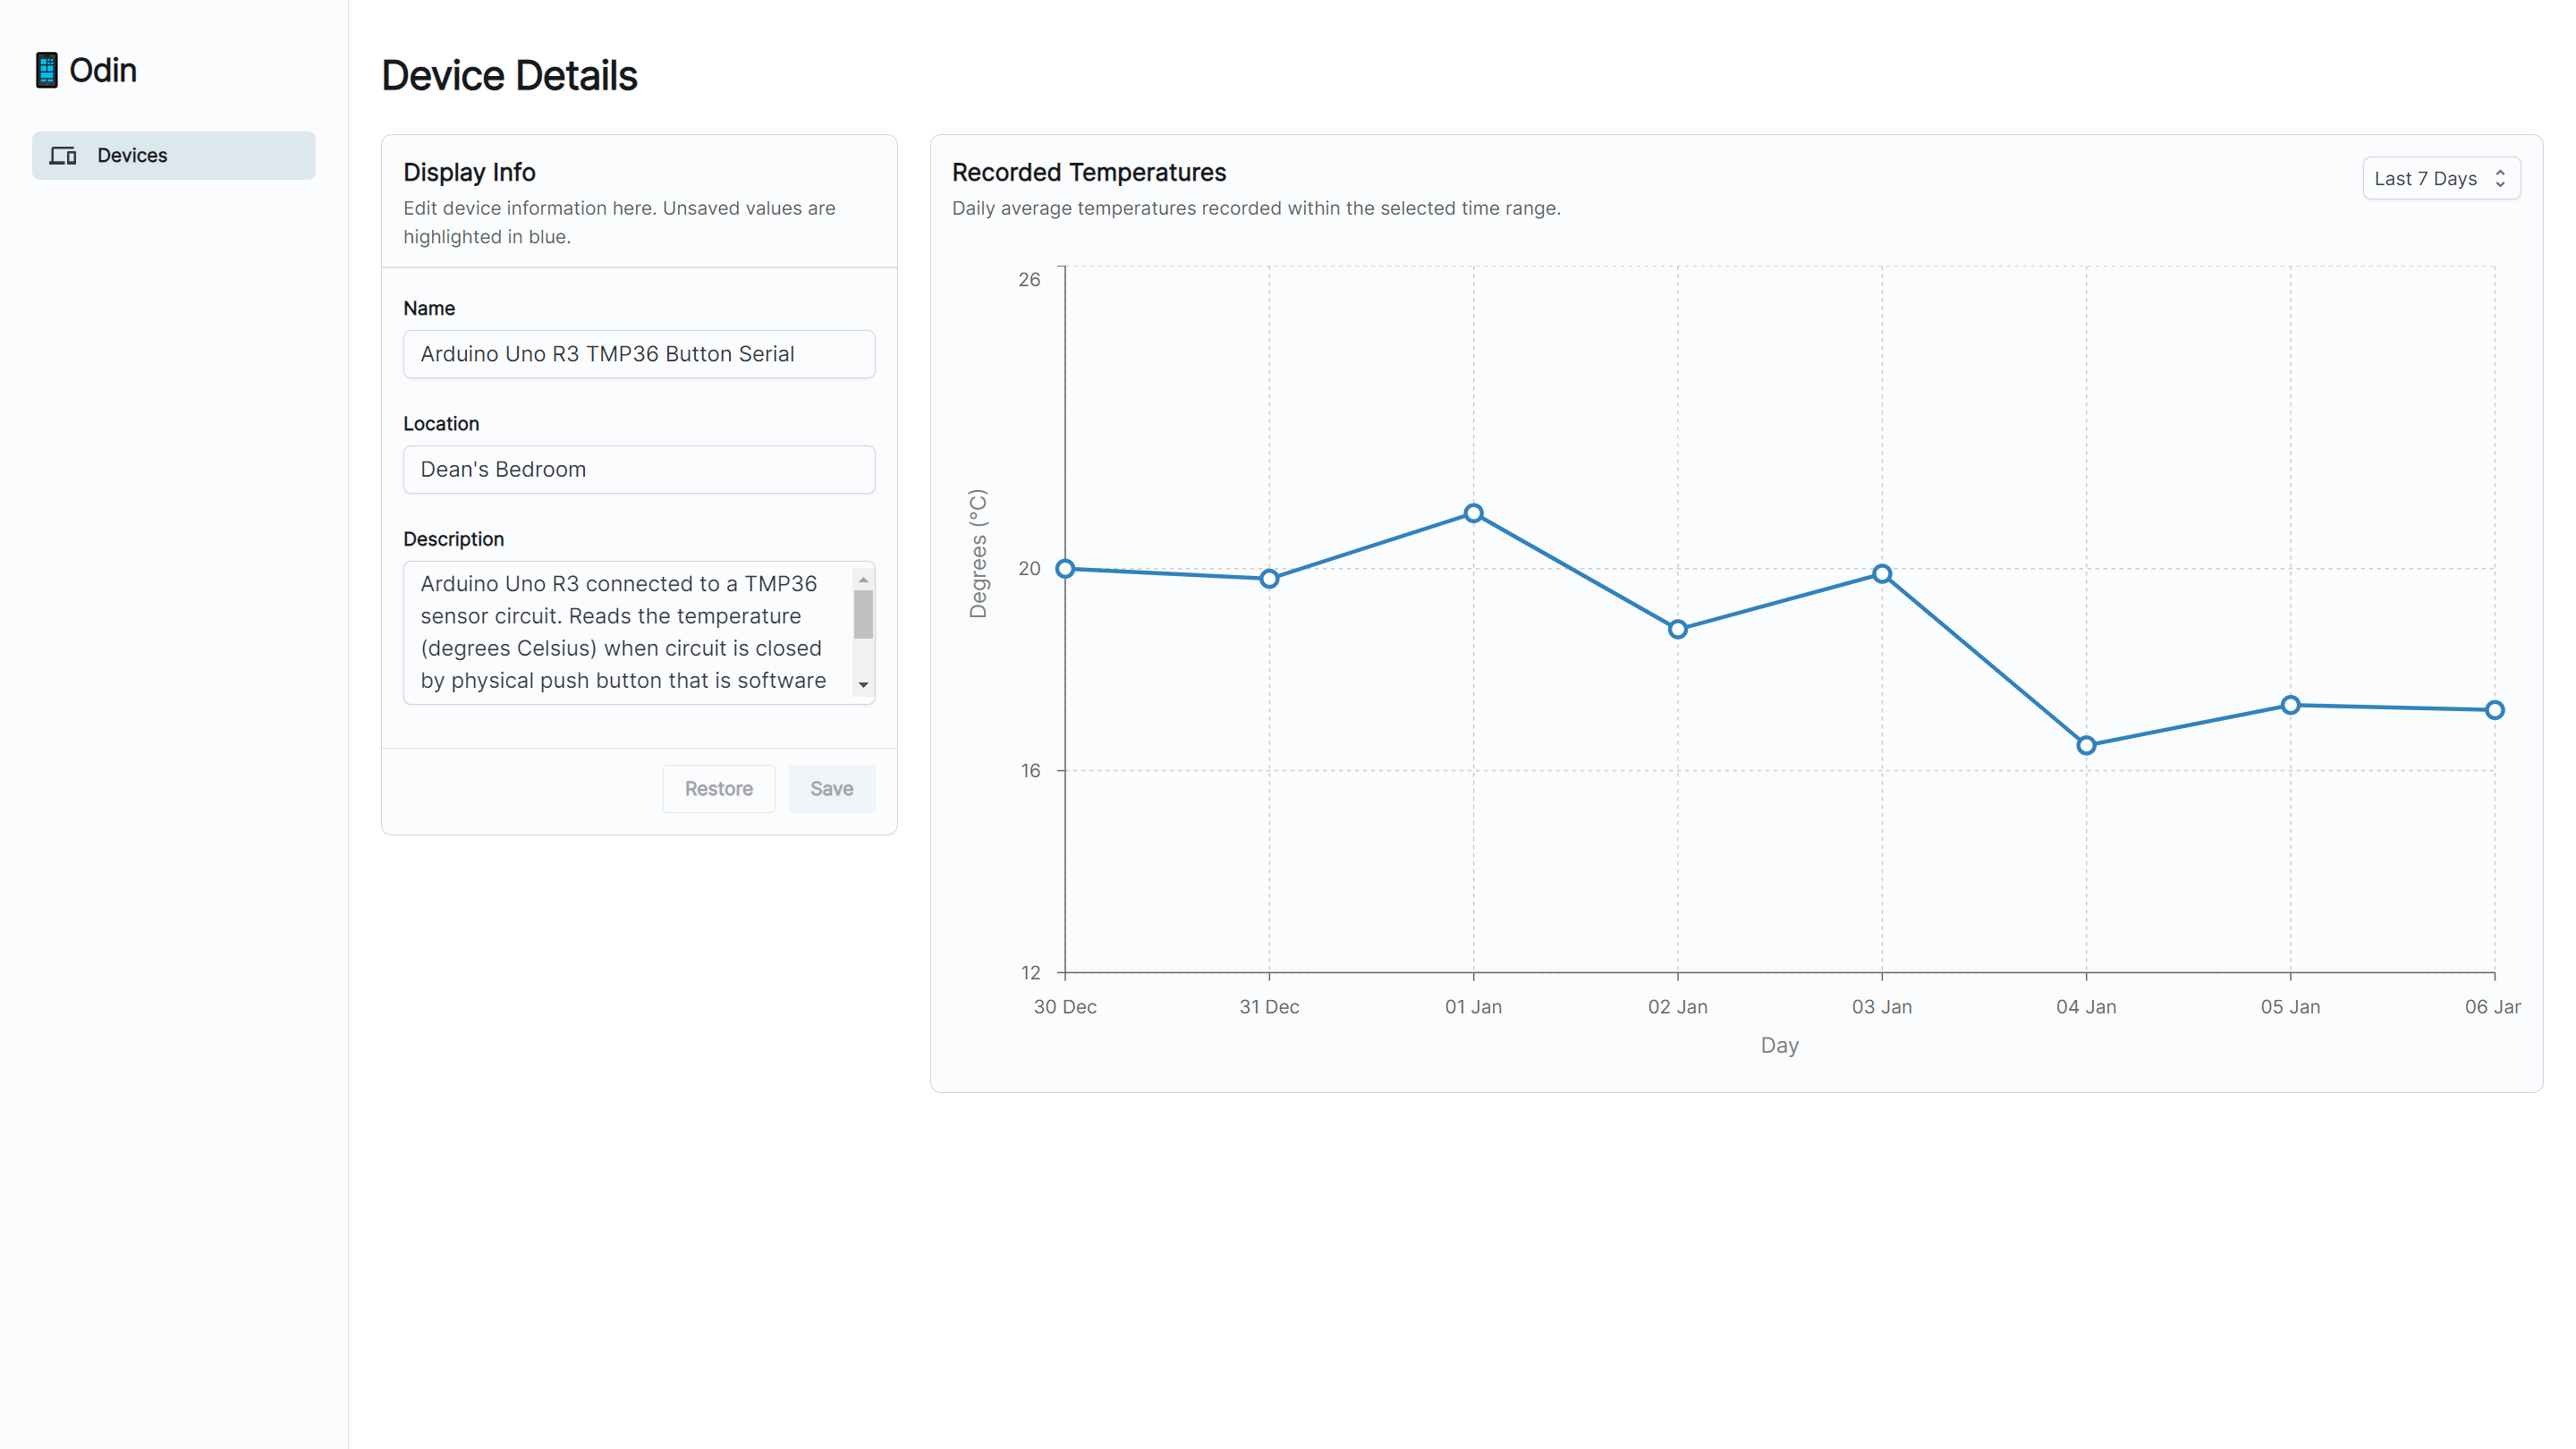 Odin
Devices
Device Details
Display Info
Edit device information here. Unsaved values are
highlighted in blue.
Name
Arduino Uno R3 TMP36 Button Serial
Location
Dean's Bedroom
Description
Arduino Uno R3 connected to a TMP36
sensor circuit. Reads the temperature
(degrees Celsius) when circuit is closed
by physical push button that is software
Restore Save
Recorded Temperatures
Last 7 Days
Daily average temperatures recorded within the selected time range.
26
20
16
12
Degrees (°C)
30 Dec 31 Dec 01 Jan 02 Jan 03 Jan 04 Jan 05 Jan 06 Jar
Day